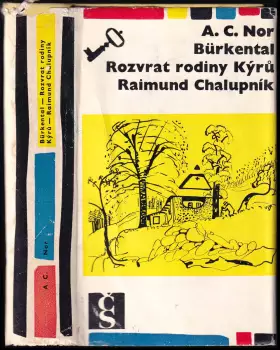 A. C. Nor
Bürkental
Rozvrat rodiny Kýrů
Raimund Chalupník
ČS
Bürkental — Rozvrat rodiny
Kýrů — Raimund Chalupník
A. C. Nor